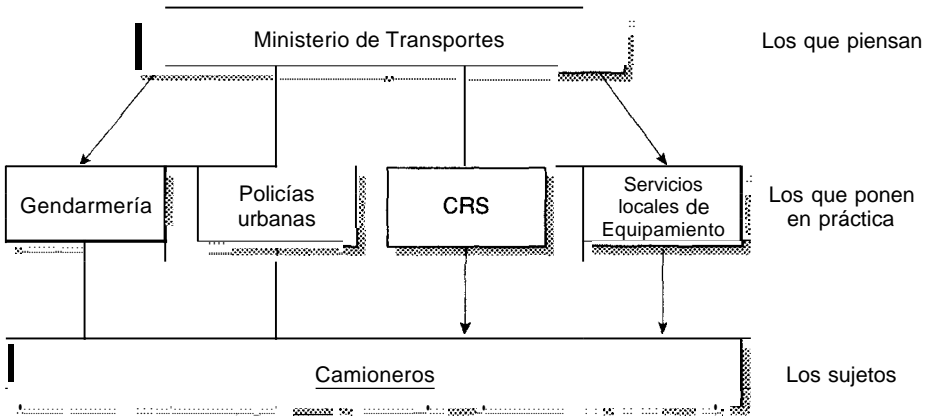 Ministerio de Transportes
Los que piensan
Gendarmería
Policías
urbanas
CRS
Servicios
locales de
Equipamiento
Los que ponen
en práctica
Camioneros
Los sujetos